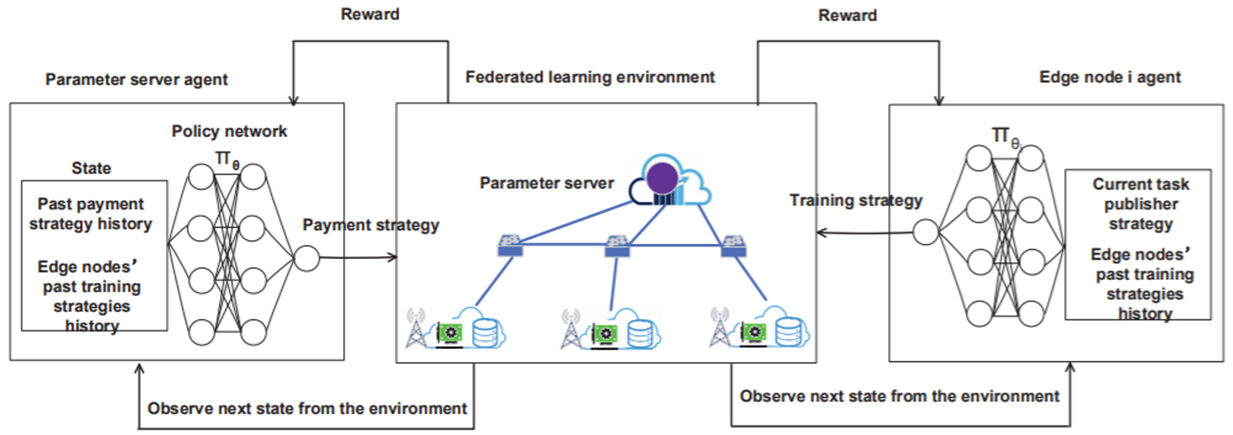 Reward
Reward
Parameter server agent
Federated learning environment
Edge node i agent
Policy network
πθ
State
Past payment
strategy history
Edge nodes’
past training
strategies
history
Payment strategy
Parameter server
Training strategy
πθi
Current task
publisher
strategy
Edge nodes’
past training
strategies
history
Observe next state from the environment
Observe next state from the environment